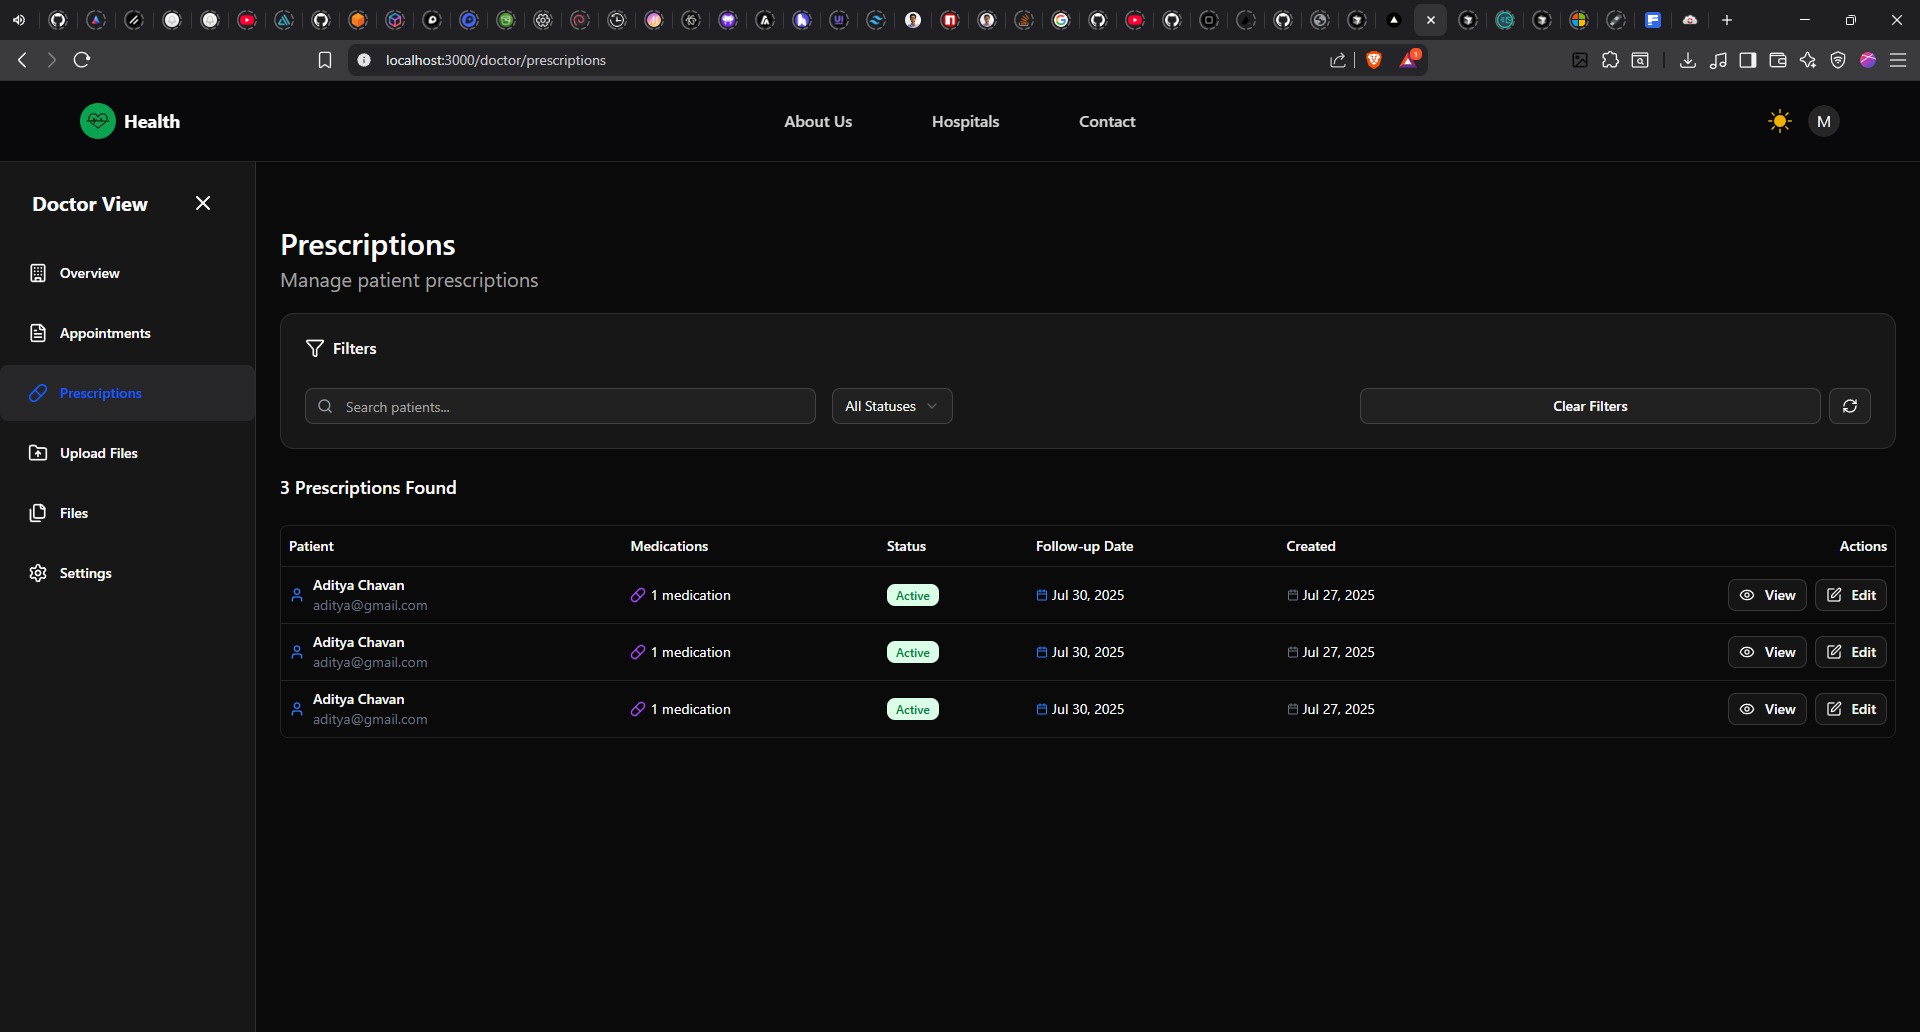 localhost:3000/doctor/prescriptions
1
Health
About Us
Hospitals
Contact
M
Doctor View
Overview
Appointments
Prescriptions
Upload Files
Files
Settings
Prescriptions
Manage patient prescriptions
Filters
Search patients...
All Statuses
Clear Filters
3 Prescriptions Found
Patient Medications Status Follow-up Date Created Actions
Aditya Chavan
aditya@gmail.com
1 medication Active Jul 30, 2025 Jul 27, 2025 View Edit
Aditya Chavan
aditya@gmail.com
1 medication Active Jul 30, 2025 Jul 27, 2025 View Edit
Aditya Chavan
aditya@gmail.com
1 medication Active Jul 30, 2025 Jul 27, 2025 View Edit